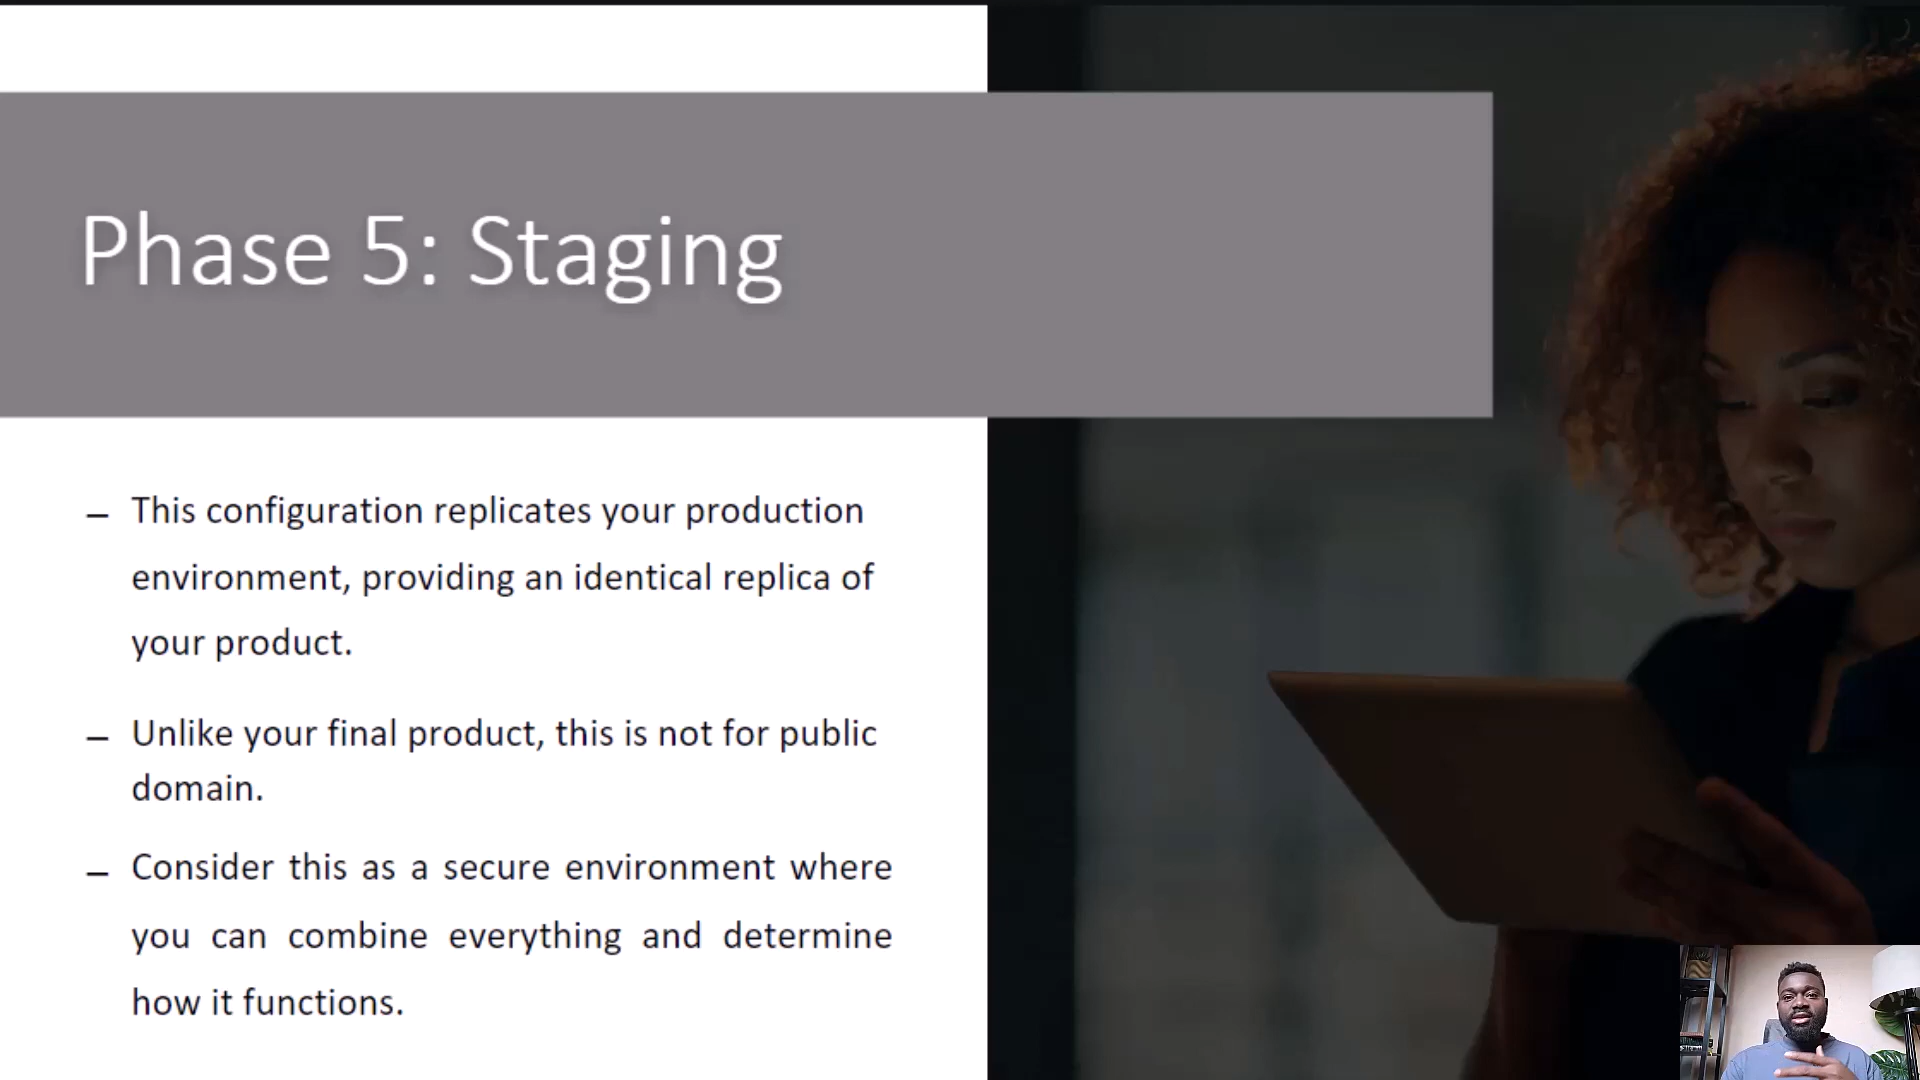 Phase 5: Staging
– This configuration replicates your production
environment, providing an identical replica of
your product.
– Unlike your final product, this is not for public
domain.
– Consider this as a secure environment where
you can combine everything and determine
how it functions.